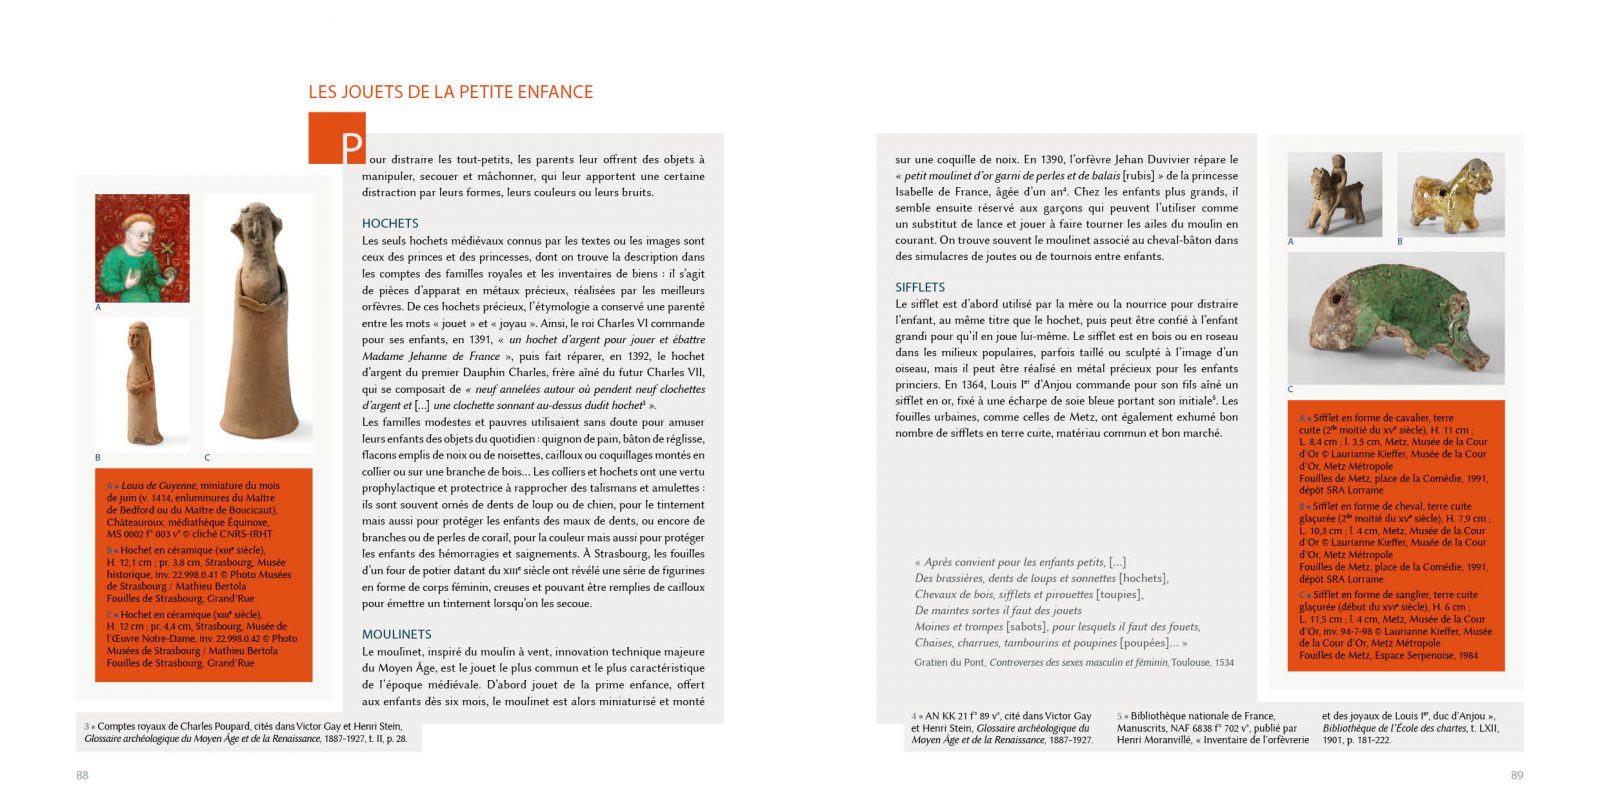 LES JOUETS DE LA PETITE ENFANCE
Pour distraire les tout-petits, les parents leur offrent des objets à
manipuler, secouer et mâchonner, qui leur apportent une certaine
distraction par leurs formes, leurs couleurs ou leurs bruits.
HOCHETS
Les seuls hochets médiévaux connus par les textes ou les images sont
ceux des princes et des princesses, dont on trouve la description dans
les comptes des familles royales et les inventaires de biens : il s’agit
de pièces d’apparat en métaux précieux, réalisées par les meilleurs
orfèvres. De ces hochets précieux, l’étymologie a conservé une parenté
entre les mots « jouet » et « joyau ». Ainsi, le roi Charles VI commande
pour ses enfants, en 1391, « un hochet d’argent pour jouer et ébattre
Madame Jehanne de France », puis fait réparer, en 1392, le hochet
d’argent du premier Dauphin Charles, frère aîné du futur Charles VII,
qui se composait de « neuf annelées autour où pendent neuf clochettes
d’argent et [...] une clochette sonnant au-dessus dudit hochet³ ».
Les familles modestes et pauvres utilisaient sans doute pour amuser
leurs enfants des objets du quotidien : quignon de pain, bâton de réglisse,
flacons emplis de noix ou de noisettes, cailloux ou coquillages montés en
collier ou sur une branche de bois... Les colliers et hochets ont une vertu
prophylactique et protectrice à rapprocher des talismans et amulettes :
ils sont souvent ornés de dents de loup ou de chien, pour le tintement
mais aussi pour protéger les enfants des maux de dents, ou encore de
branches ou de perles de corail, pour la couleur mais aussi pour protéger
les enfants des hémorragies et saignements. À Strasbourg, les fouilles
d’un four de potier datant du XIIIe siècle ont révélé une série de figurines
en forme de corps féminin, creuses et pouvant être remplies de cailloux
pour émettre un tintement lorsqu’on les secoue.
MOULINETS
Le moulinet, inspiré du moulin à vent, innovation technique majeure
du Moyen Âge, est le jouet le plus commun et le plus caractéristique
de l’époque médiévale. D’abord jouet de la prime enfance, offert
aux enfants dès six mois, le moulinet est alors miniaturisé et monté
A
B
C
A ▪ Louis de Guyenne, miniature du mois
de juin (v. 1414, enluminures du Maître
de Bedford ou du Maître de Boucicaut),
Châteauroux, médiathèque Équinoxe,
MS 0002 f° 003 v° © cliché CNRS-IRHT
B ▪ Hochet en céramique (XIIIe siècle),
H. 12,1 cm ; pr. 3,8 cm, Strasbourg, Musée
historique, inv. 22.998.0.41 © Photo Musées
de Strasbourg / Mathieu Bertola
Fouilles de Strasbourg, Grand’Rue
C ▪ Hochet en céramique (XIIIe siècle),
H. 12 cm ; pr. 4,4 cm, Strasbourg, Musée de
l’Œuvre Notre-Dame, inv. 22.998.0.42 © Photo
Musées de Strasbourg / Mathieu Bertola
Fouilles de Strasbourg, Grand’Rue
3 ▪ Comptes royaux de Charles Poupard, cités dans Victor Gay et Henri Stein,
Glossaire archéologique du Moyen Âge et de la Renaissance, 1887-1927, t. II, p. 28.
88
sur une coquille de noix. En 1390, l’orfèvre Jehan Duvivier répare le
« petit moulinet d’or garni de perles et de balais [rubis] » de la princesse
Isabelle de France, âgée d’un an⁴. Chez les enfants plus grands, il
semble ensuite réservé aux garçons qui peuvent l’utiliser comme
un substitut de lance et jouer à faire tourner les ailes du moulin en
courant. On trouve souvent le moulinet associé au cheval-bâton dans
des simulacres de joutes ou de tournois entre enfants.
SIFFLETS
Le sifflet est d’abord utilisé par la mère ou la nourrice pour distraire
l’enfant, au même titre que le hochet, puis peut être confié à l’enfant
grandi pour qu’il en joue lui-même. Le sifflet est en bois ou en roseau
dans les milieux populaires, parfois taillé ou sculpté à l’image d’un
oiseau, mais il peut être réalisé en métal précieux pour les enfants
princiers. En 1364, Louis Ier d’Anjou commande pour son fils aîné un
sifflet en or, fixé à une écharpe de soie bleue portant son initiale⁵. Les
fouilles urbaines, comme celles de Metz, ont également exhumé bon
nombre de sifflets en terre cuite, matériau commun et bon marché.
« Après convient pour les enfants petits, [...]
Des brassières, dents de loups et sonnettes [hochets],
Chevaux de bois, sifflets et pirouettes [toupies],
De maintes sortes il faut des jouets
Moines et trompes [sabots], pour lesquels il faut des fouets,
Chaises, charrues, tambourins et poupines [poupées]... »
Gratien du Pont, Controverses des sexes masculin et féminin, Toulouse, 1534
A
B
C
A ▪ Sifflet en forme de cavalier, terre
cuite (2de moitié du XVe siècle), H. 11 cm ;
L. 8,4 cm ; l. 3,5 cm, Metz, Musée de la Cour
d’Or © Laurianne Kieffer, Musée de la Cour
d’Or, Metz Métropole
Fouilles de Metz, place de la Comédie, 1991,
dépôt SRA Lorraine
B ▪ Sifflet en forme de cheval, terre cuite
glaçurée (2de moitié du XVe siècle), H. 7,9 cm ;
L. 10,3 cm ; l. 4 cm, Metz, Musée de la Cour
d’Or © Laurianne Kieffer, Musée de la Cour
d’Or, Metz Métropole
Fouilles de Metz, place de la Comédie, 1991,
dépôt SRA Lorraine
C ▪ Sifflet en forme de sanglier, terre cuite
glaçurée (début du XVIe siècle), H. 6 cm ;
L. 11,5 cm ; l. 4 cm, Metz, Musée de la Cour
d’Or, inv. 94-7-98 © Laurianne Kieffer, Musée
de la Cour d’Or, Metz Métropole
Fouilles de Metz, Espace Serpenoise, 1984
4 ▪ AN KK 21 f° 89 v°, cité dans Victor Gay
et Henri Stein, Glossaire archéologique du
Moyen Âge et de la Renaissance, 1887-1927.
5 ▪ Bibliothèque nationale de France,
Manuscrits, NAF 6838 f° 702 v°, publié par
Henri Moranvillé, « Inventaire de l’orfèvrerie
et des joyaux de Louis Ier, duc d’Anjou »,
Bibliothèque de l’École des chartes, t. LXII,
1901, p. 181-222.
89